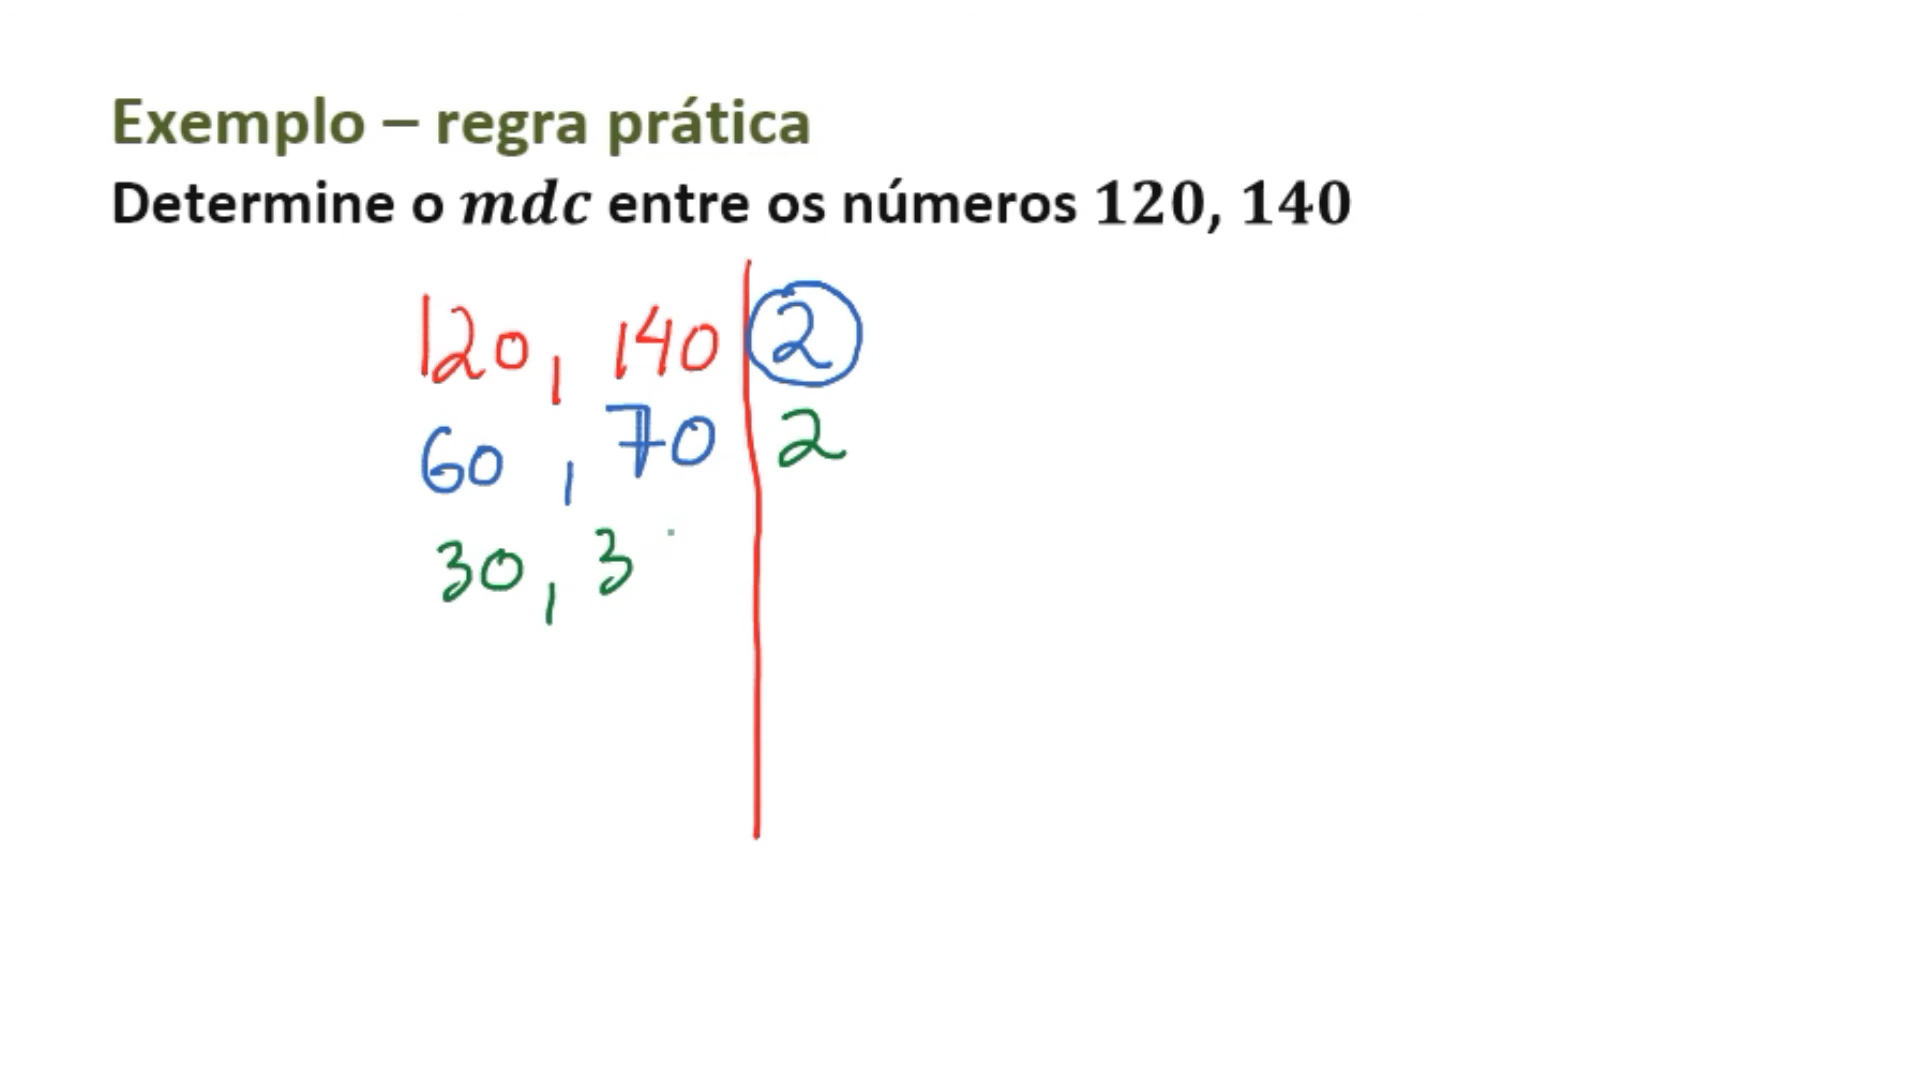 Exemplo – regra prática
Determine o mdc entre os números 120, 140
120, 140 2
60, 70 2
30, 3